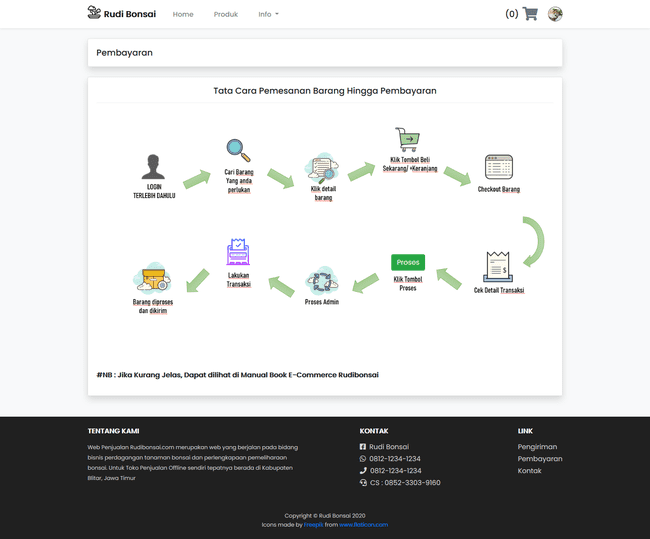 Rudi Bonsai
Home
Produk
Info
(0)
Pembayaran
Tata Cara Pemesanan Barang Hingga Pembayaran
LOGIN
TERLEBIH DAHULU
Cari Barang
Yang anda
perlukan
Klik detail
barang
Klik Tombol Beli
Sekarang/ +Keranjang
Checkout Barang
Barang diproses
dan dikirim
Lakukan
Transaksi
Proses Admin
Proses
Klik Tombol
Proses
Cek Detail Transaksi
#NB : Jika Kurang Jelas, Dapat dilihat di Manual Book E-Commerce Rudibonsai
TENTANG KAMI
Web Penjualan Rudibonsai.com merupakan web yang berjalan pada bidang
bisnis perdagangan tanaman bonsai dan perlengkapaan pemeliharaan
bonsai, Untuk Toko Penjualan Offline sendiri tepatnya berada di Kabupaten
Blitar, Jawa Timur
KONTAK
Rudi Bonsai
0812-1234-1234
0812-1234-1234
CS : 0852-3303-9160
LINK
Pengiriman
Pembayaran
Kontak
Copyright © Rudi Bonsai 2020
Icons made by Freepik from www.flaticon.com